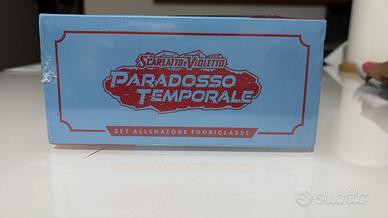 SCARLATTO E VIOLETTO
PARADOSSO
TEMPORALE
SET ALLENATORE FUORICLASSE
subito